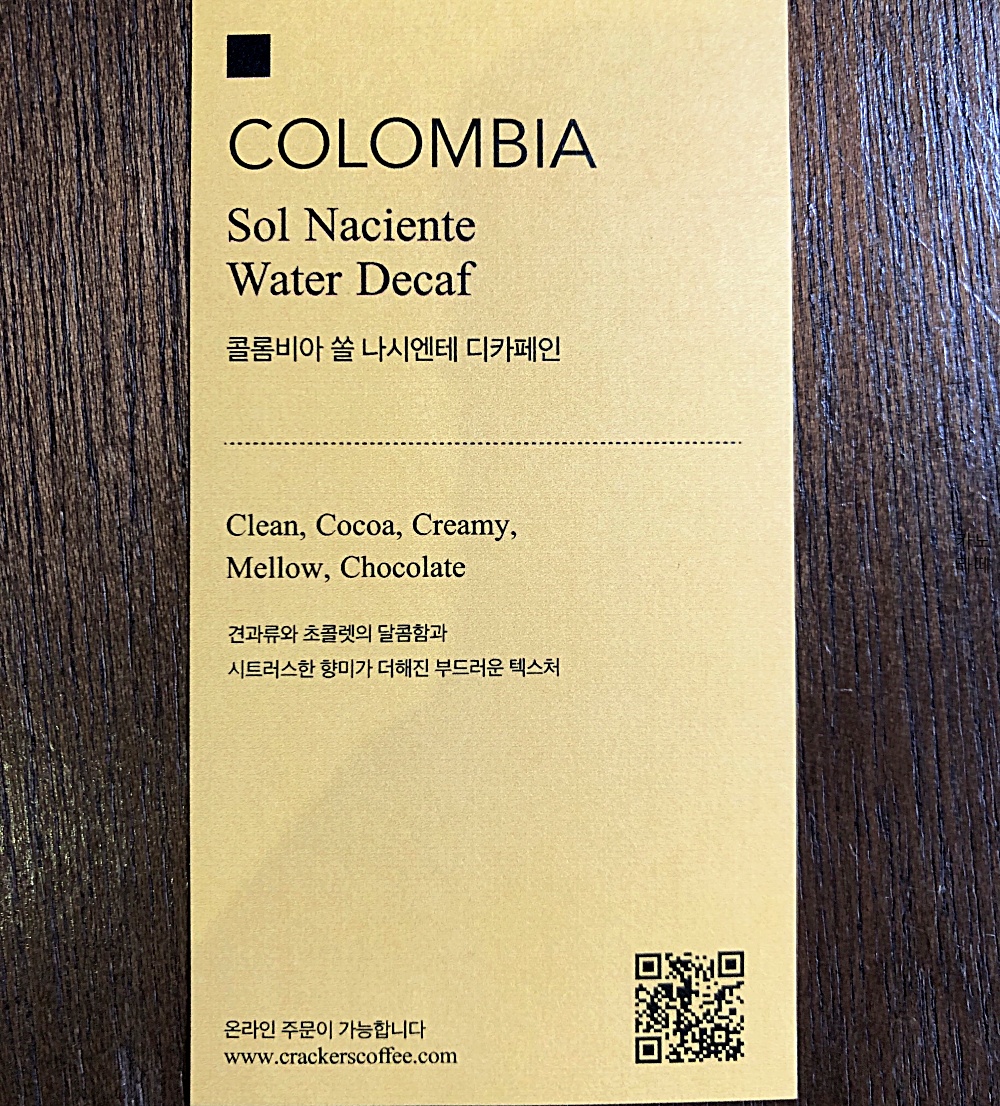 COLOMBIA
Sol Naciente
Water Decaf
콜롬비아 쏠 나시엔테 디카페인
Clean, Cocoa, Creamy,
Mellow, Chocolate
견과류와 초콜렛의 달콤함과
시트러스한 향미가 더해진 부드러운 텍스처
온라인 주문이 가능합니다
www.crackerscoffee.com